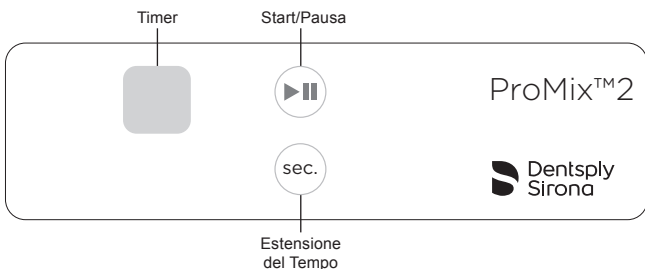 Timer
Start/Pausa
ProMix™2
sec.
Dentsply
Sirona
Estensione
del Tempo